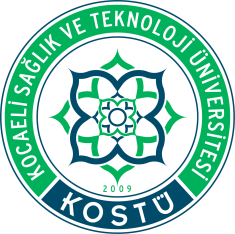 KOCAELİ SAĞLIK VE TEKNOLOJİ ÜNİVERSİTESİ
2009
KOSTÜ